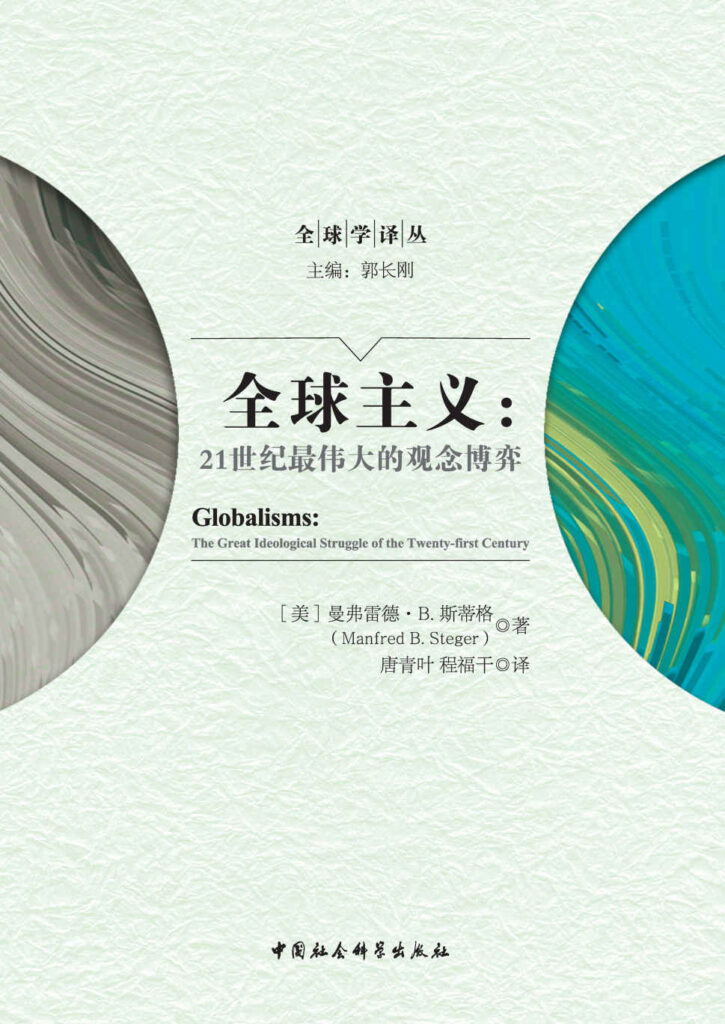 全球学译丛
主编：郭长刚
全球主义：
21世纪最伟大的观念博弈
Globalisms:
The Great Ideological Struggle of the Twenty-first Century
［美］曼弗雷德·B. 斯蒂格
（Manfred B. Steger）◎著
唐青叶 程福干◎译
中国社会科学出版社